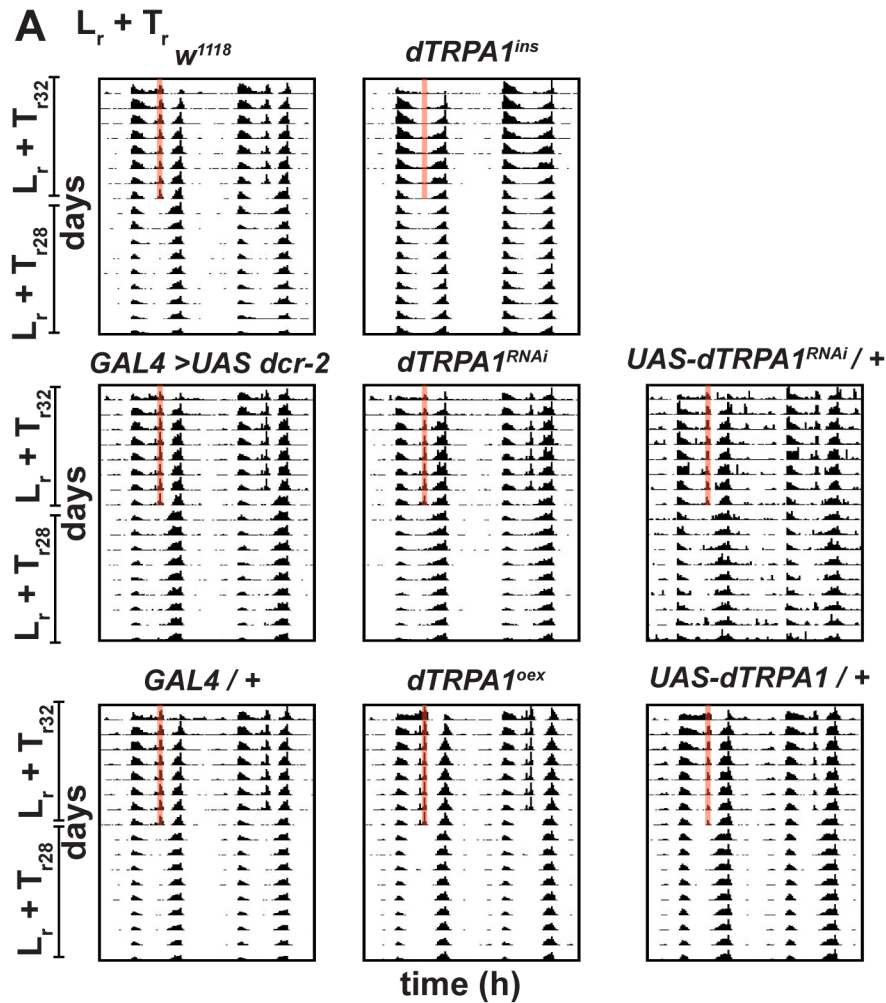 A L_r + T_r
w^1118 dTRPA1^ins
L_r + T_r32
days
L_r + T_r28
GAL4 >UAS dcr-2 dTRPA1^RNAi UAS-dTRPA1^RNAi / +
L_r + T_r32
days
L_r + T_r28
GAL4 / + dTRPA1^oex UAS-dTRPA1 / +
L_r + T_r32
days
L_r + T_r28
time (h)